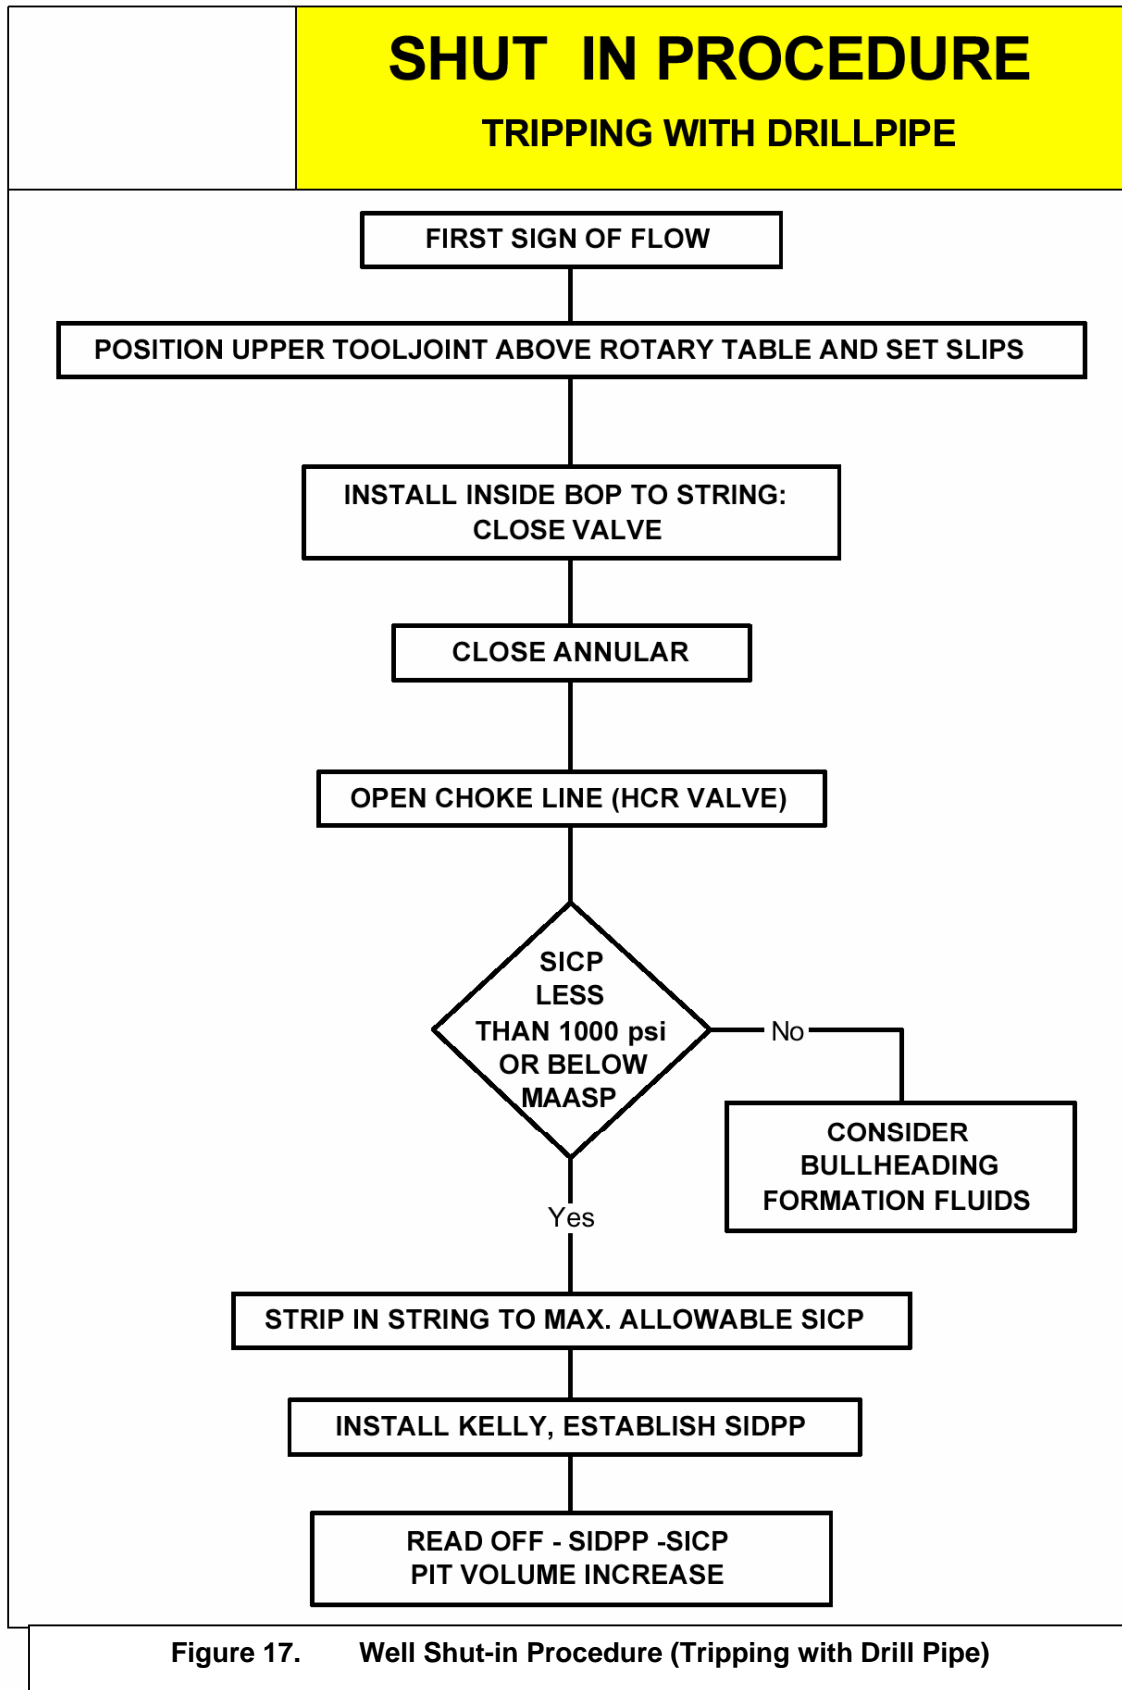 SHUT IN PROCEDURE
TRIPPING WITH DRILLPIPE
FIRST SIGN OF FLOW
POSITION UPPER TOOLJOINT ABOVE ROTARY TABLE AND SET SLIPS
INSTALL INSIDE BOP TO STRING:
CLOSE VALVE
CLOSE ANNULAR
OPEN CHOKE LINE (HCR VALVE)
SICP
LESS
THAN 1000 psi
OR BELOW
MAASP
No
CONSIDER
BULLHEADING
FORMATION FLUIDS
Yes
STRIP IN STRING TO MAX. ALLOWABLE SICP
INSTALL KELLY, ESTABLISH SIDPP
READ OFF - SIDPP -SICP
PIT VOLUME INCREASE
Figure 17. Well Shut-in Procedure (Tripping with Drill Pipe)